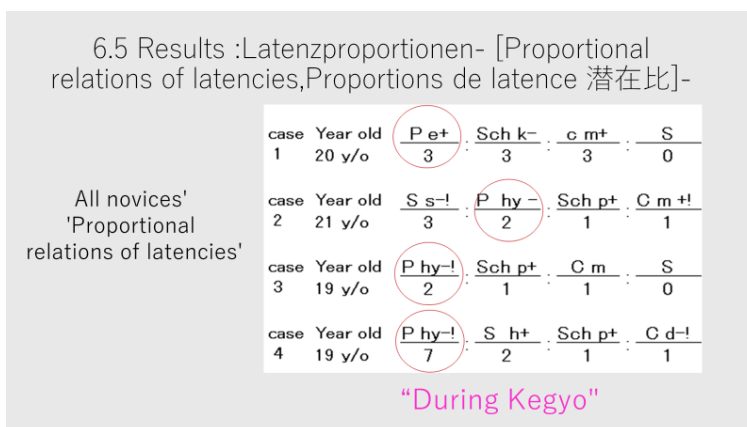 6.5 Results :Latenzproportionen- [Proportional
relations of latencies,Proportions de latence 潜在比]-
All novices'
'Proportional
relations of latencies'
case Year old P e+ : Sch k- : c m+ : S
1 20 y/o 3 3 3 0
case Year old S s-! : P hy - : Sch p+ : C m +!
2 21 y/o 3 2 1 1
case Year old P hy-! : Sch p+ : C m : S
3 19 y/o 2 1 1 0
case Year old P hy-! : S h+ : Sch p+ : C d-!
4 19 y/o 7 2 1 1
“During Kegyo"